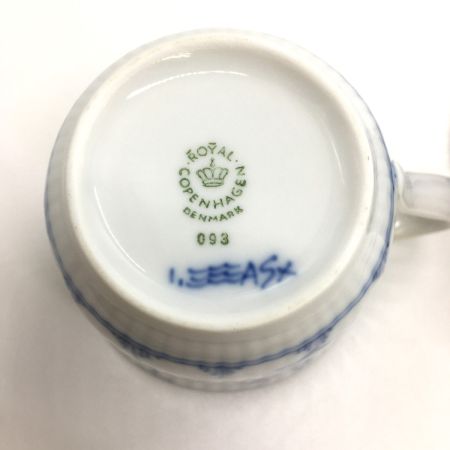 ROYAL
COPENHAGEN
DENMARK
093